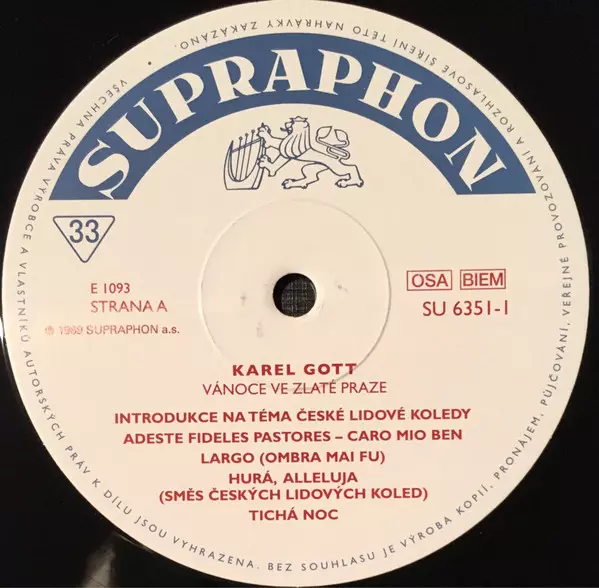 VŠECHNA PRÁVA VÝROBCE A VLASTNÍKŮ AUTORSKÝCH PRÁV K DÍLU JSOU VYHRAZENA. BEZ SOUHLASU JE VÝROBA KOPIÍ, PRONÁJEM, PŮJČOVÁNÍ, VEŘEJNÉ PROVOZOVÁNÍ A ROZHLASOVÉ ŠÍŘENÍ TÉTO NAHRÁVKY ZAKÁZÁNO.
SUPRAPHON
33
E 1093
STRANA A
℗ 1969 SUPRAPHON a.s.
OSA BIEM
SU 6351-1
KAREL GOTT
VÁNOCE VE ZLATÉ PRAZE
INTRODUKCE NA TÉMA ČESKÉ LIDOVÉ KOLEDY
ADESTE FIDELES PASTORES – CARO MIO BEN
LARGO (OMBRA MAI FU)
HURÁ, ALLELUJA
(SMĚS ČESKÝCH LIDOVÝCH KOLED)
TICHÁ NOC